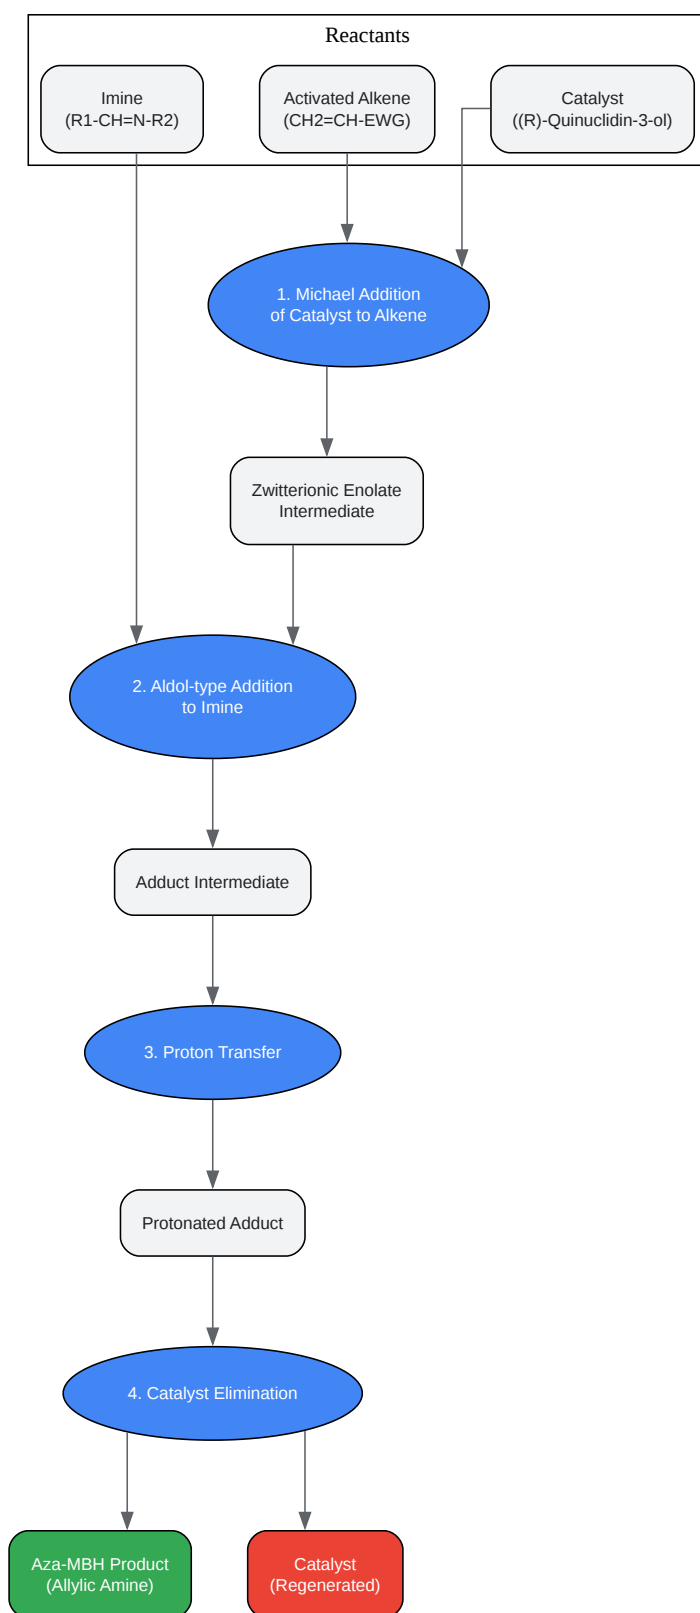 Reactants
Imine
(R1-CH=N-R2)
Activated Alkene
(CH2=CH-EWG)
Catalyst
((R)-Quinuclidin-3-ol)
1. Michael Addition
of Catalyst to Alkene
Zwitterionic Enolate
Intermediate
2. Aldol-type Addition
to Imine
Adduct Intermediate
3. Proton Transfer
Protonated Adduct
4. Catalyst Elimination
Aza-MBH Product
(Allylic Amine)
Catalyst
(Regenerated)